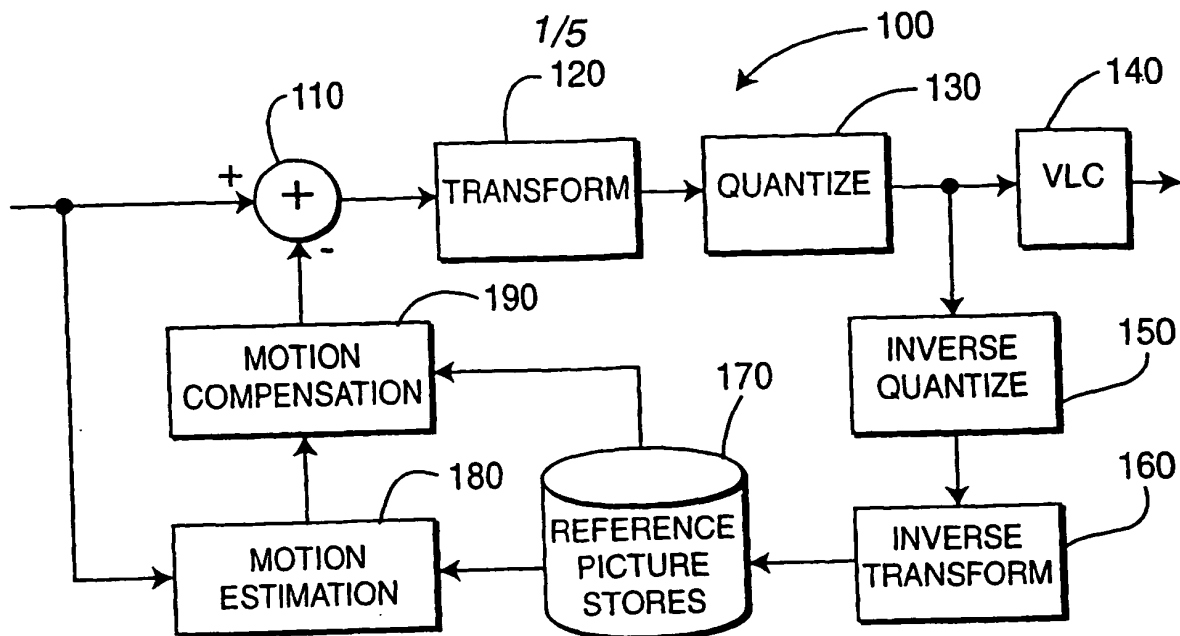 1/5
100
110
120
130
140
+
+
-
TRANSFORM
QUANTIZE
VLC
190
MOTION
COMPENSATION
170
INVERSE
QUANTIZE
150
180
160
MOTION
ESTIMATION
REFERENCE
PICTURE
STORES
INVERSE
TRANSFORM